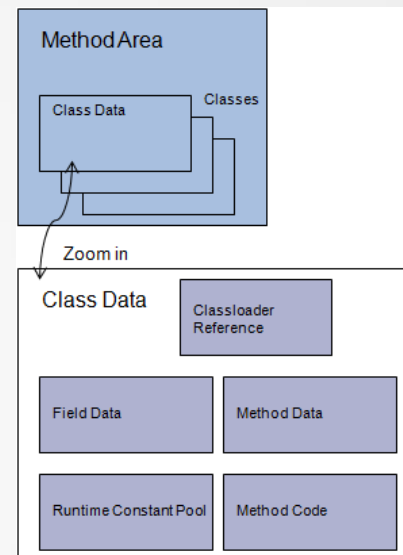 Method Area
Classes
Class Data
Zoom in
Class Data
Classloader
Reference
Field Data
Method Data
Runtime Constant Pool
Method Code